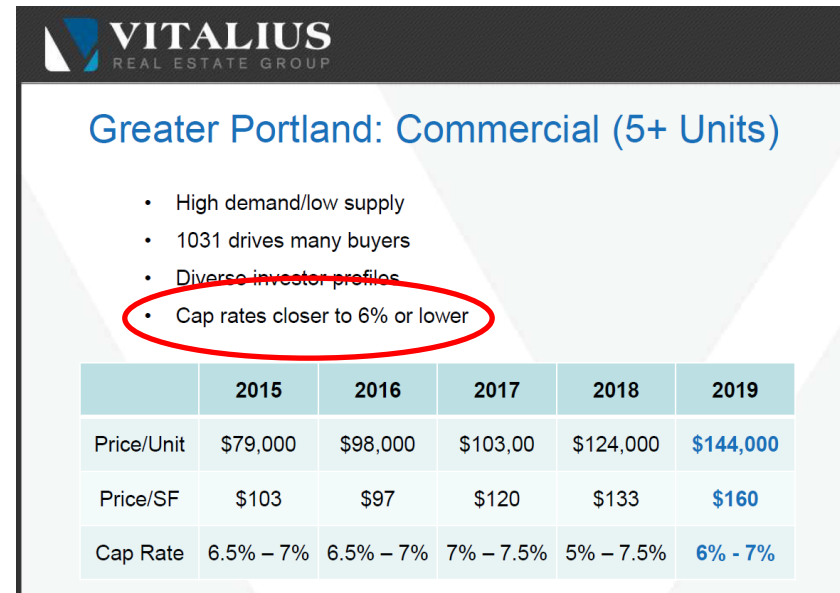 VITALIUS
REAL ESTATE GROUP
Greater Portland: Commercial (5+ Units)
• High demand/low supply
• 1031 drives many buyers
• Diverse investor profiles
• Cap rates closer to 6% or lower
2015 2016 2017 2018 2019
Price/Unit $79,000 $98,000 $103,00 $124,000 $144,000
Price/SF $103 $97 $120 $133 $160
Cap Rate 6.5% – 7% 6.5% – 7% 7% – 7.5% 5% – 7.5% 6% - 7%